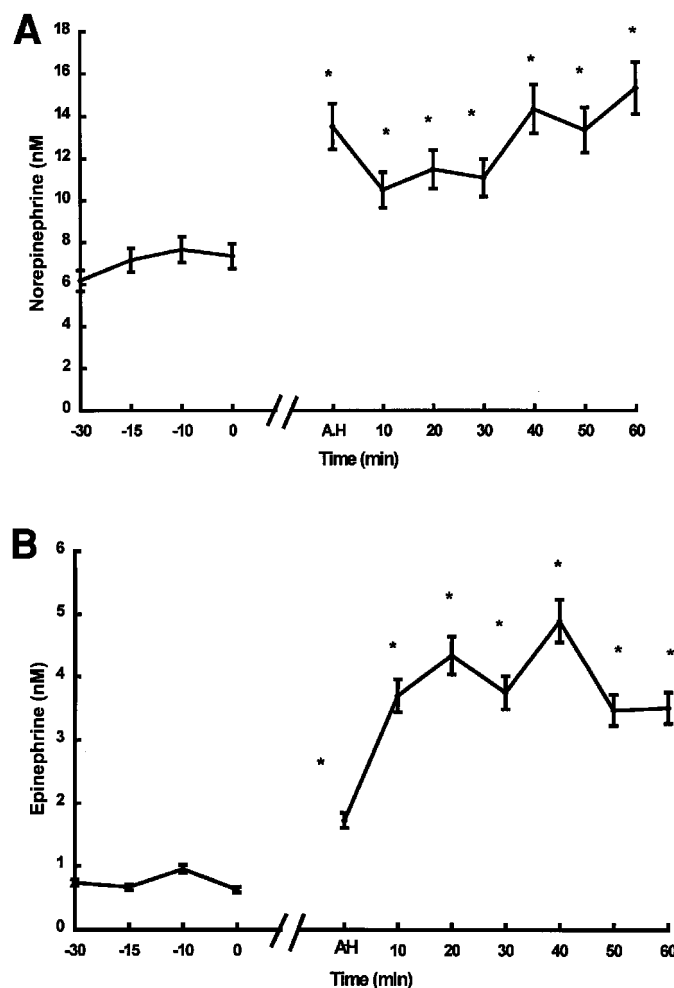 A
Norepinephrine (nM
18
16
14
12
10
8
6
4
2
0
* * * * * * *
-30 -15 -10 0 A.H 10 20 30 40 50 60
Time (min)
B
Epinephrine (nM)
6
5
4
3
2
1
0
* * * * * * *
-30 -15 -10 0 AH 10 20 30 40 50 60
Time (min)